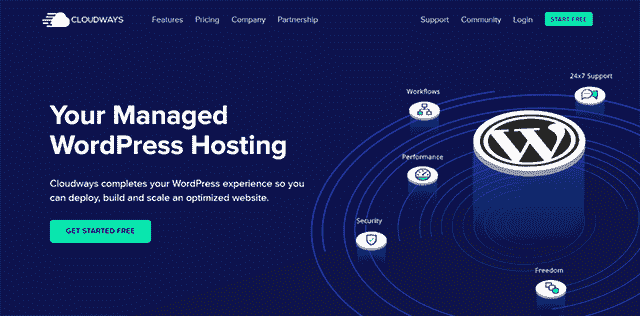 CLOUDWAYS
Features Pricing Company Partnership
Support Community Login START FREE
24x7 Support
Workflows
Your Managed
WordPress Hosting
Performance
Cloudways completes your WordPress experience so you
can deploy, build and scale an optimized website.
GET STARTED FREE
Security
Freedom